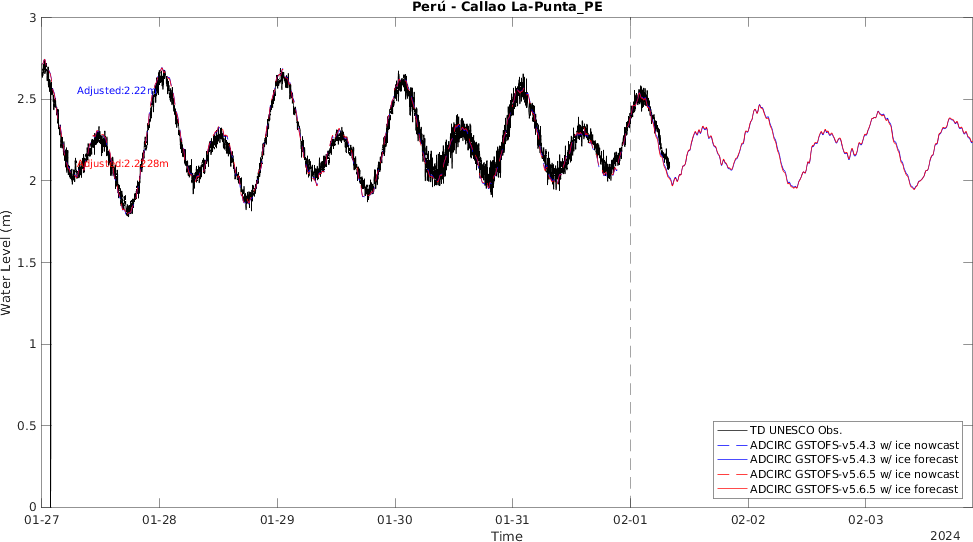 Perú - Callao La-Punta_PE
3
Adjusted:2.22m
2.5
Adjusted:2.2228m
2
Water Level (m)
1.5
1
0.5
0
TD UNESCO Obs.
ADCIRC GSTOFS-v5.4.3 w/ ice nowcast
ADCIRC GSTOFS-v5.4.3 w/ ice forecast
ADCIRC GSTOFS-v5.6.5 w/ ice nowcast
ADCIRC GSTOFS-v5.6.5 w/ ice forecast
01-27 01-28 01-29 01-30 01-31 02-01 02-02 02-03
Time
2024